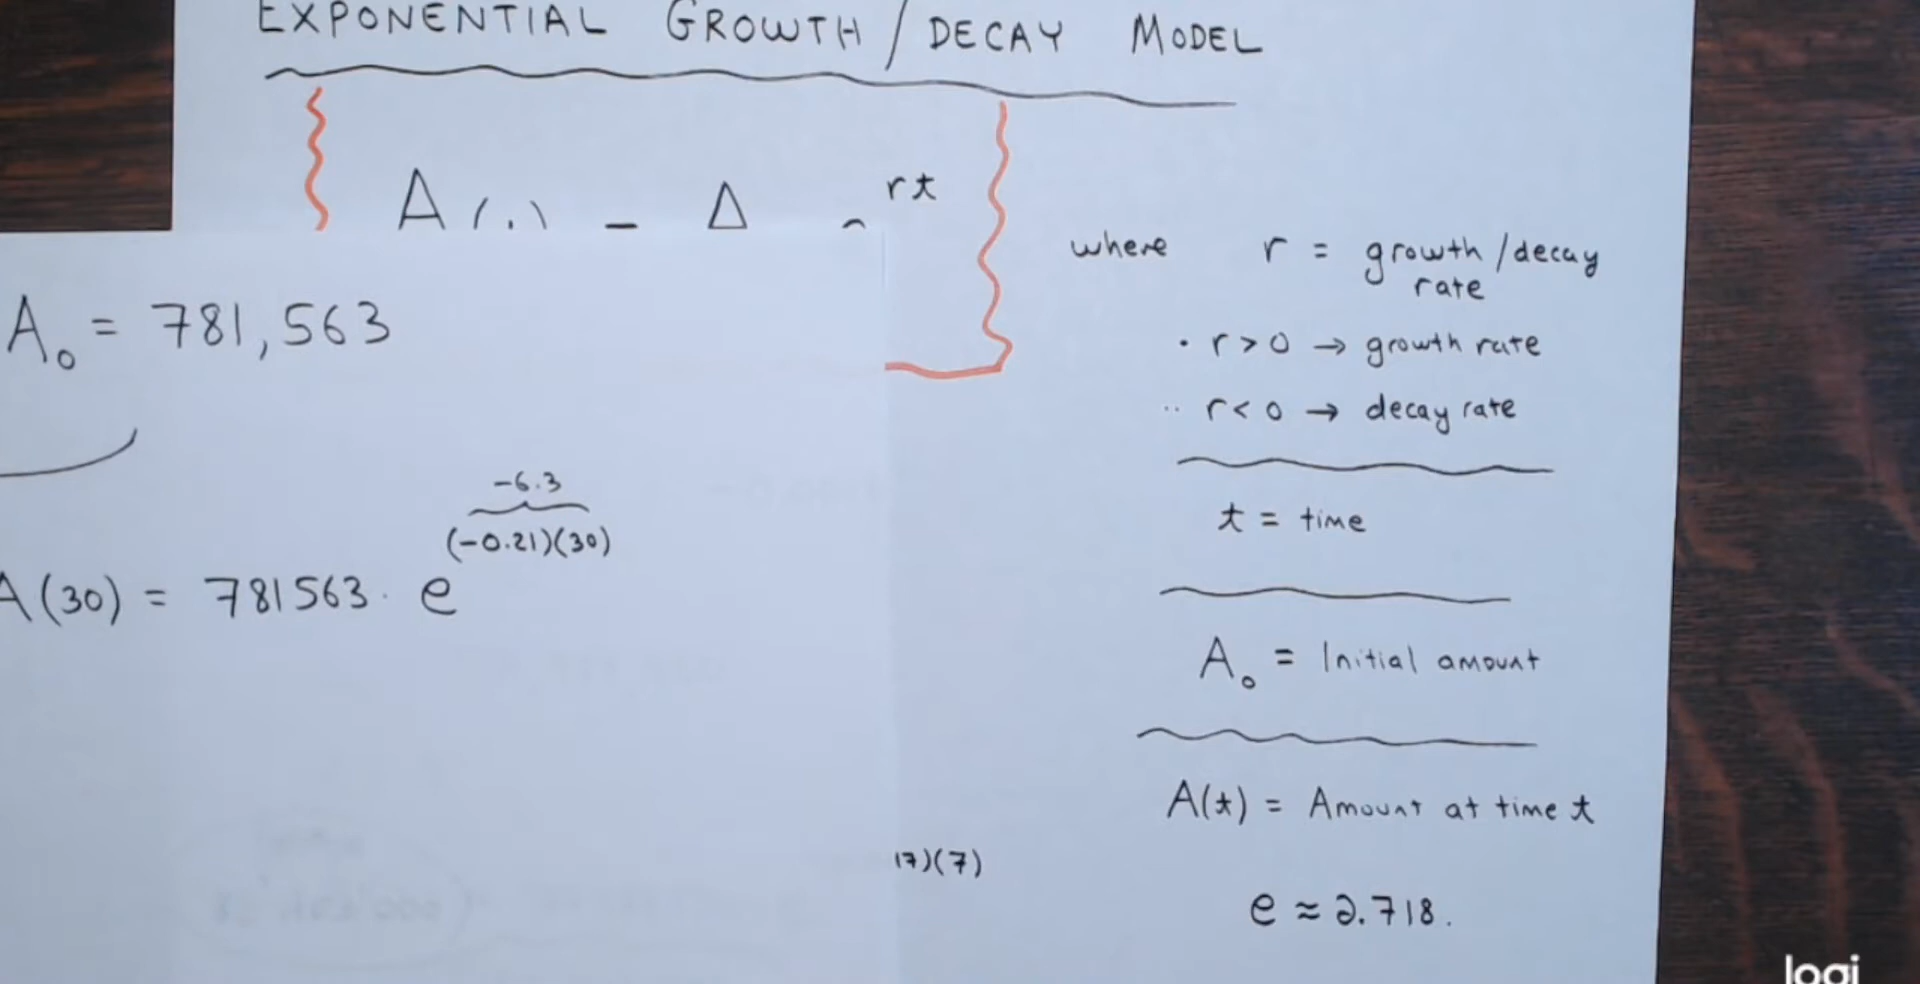 EXPONENTIAL GROWTH / DECAY MODEL
rt
A₀ = 781,563
-6.3
(-0.21)(30)
A(30) = 781563 · e
17)(7)
where r = growth/decay
rate
· r > 0 → growth rate
·· r < 0 → decay rate
t = time
A₀ = Initial amount
A(t) = Amount at time t
e ≈ 2.718.
logi